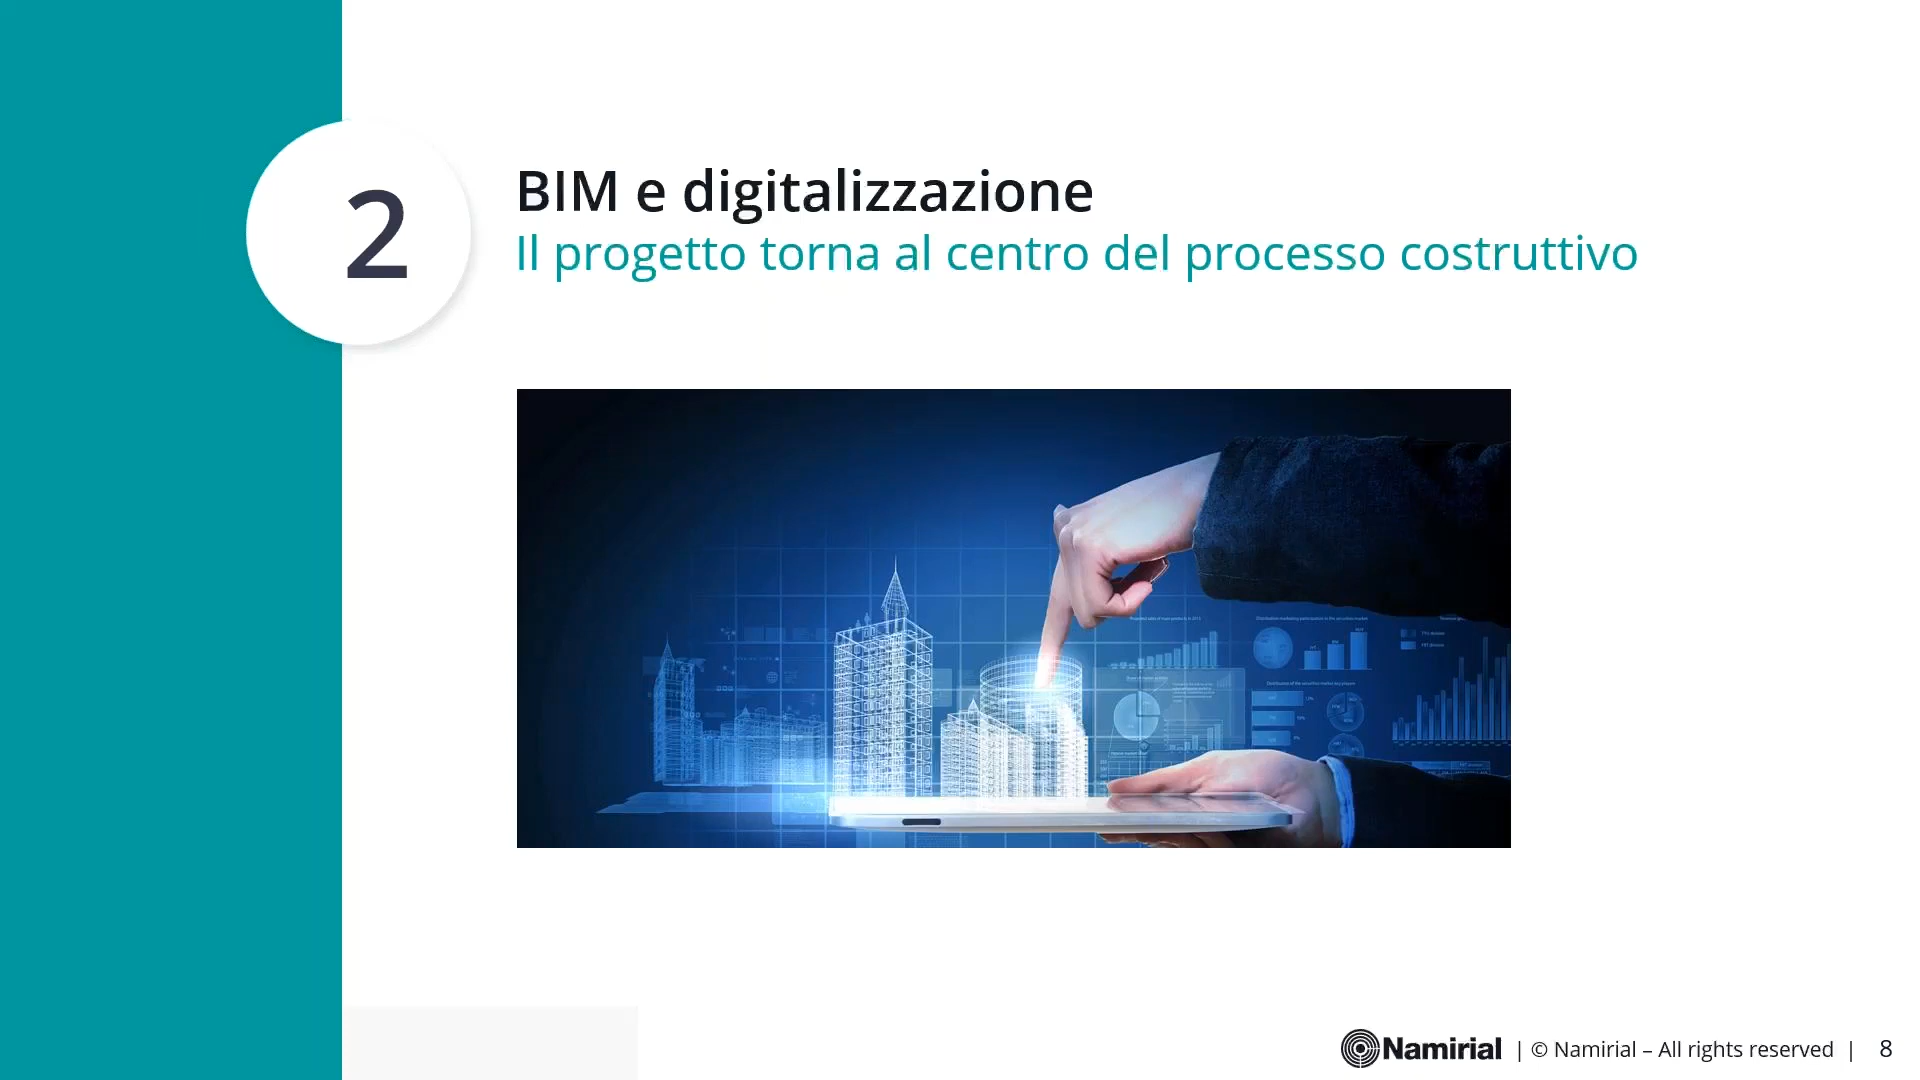 2
BIM e digitalizzazione
Il progetto torna al centro del processo costruttivo
Namirial | © Namirial – All rights reserved | 8